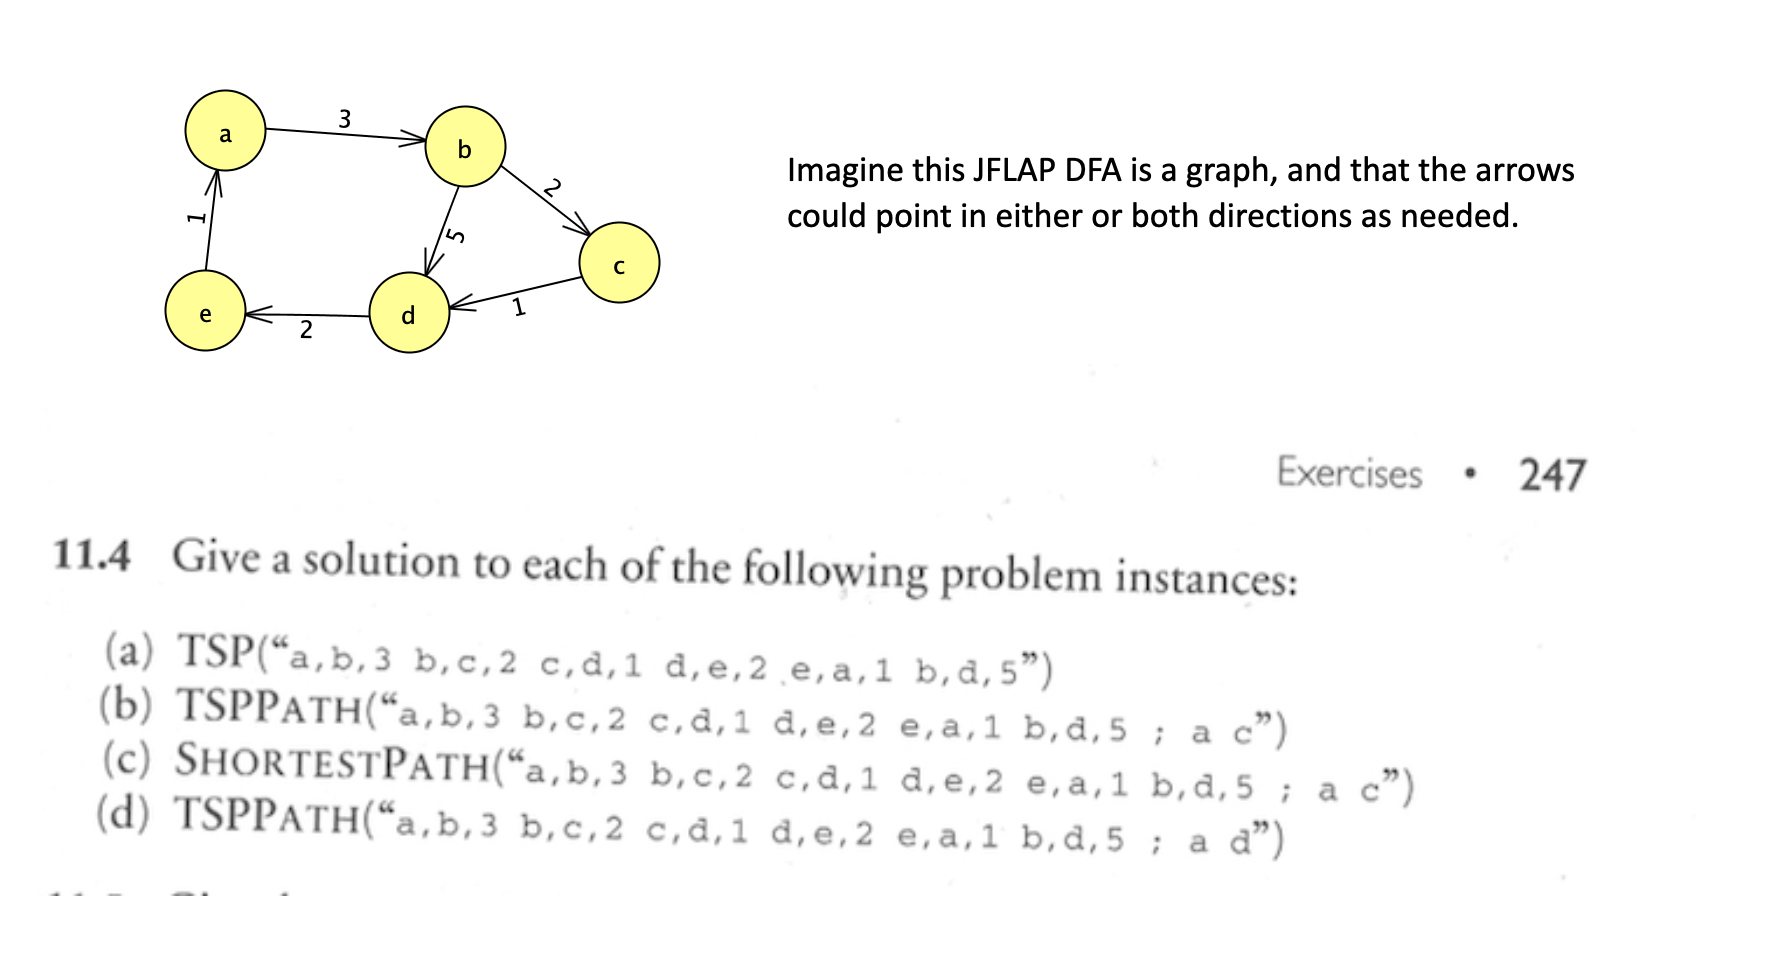 a
3
b
2
1
5
c
e
2
d
1
Imagine this JFLAP DFA is a graph, and that the arrows
could point in either or both directions as needed.
Exercises • 247
11.4 Give a solution to each of the following problem instances:
(a) TSP(“a,b,3 b,c,2 c,d,1 d,e,2 e,a,1 b,d,5”)
(b) TSPPATH(“a,b,3 b,c,2 c,d,1 d,e,2 e,a,1 b,d,5 ; a c”)
(c) SHORTESTPATH(“a,b,3 b,c,2 c,d,1 d,e,2 e,a,1 b,d,5 ; a c”)
(d) TSPPATH(“a,b,3 b,c,2 c,d,1 d,e,2 e,a,1 b,d,5 ; a d”)